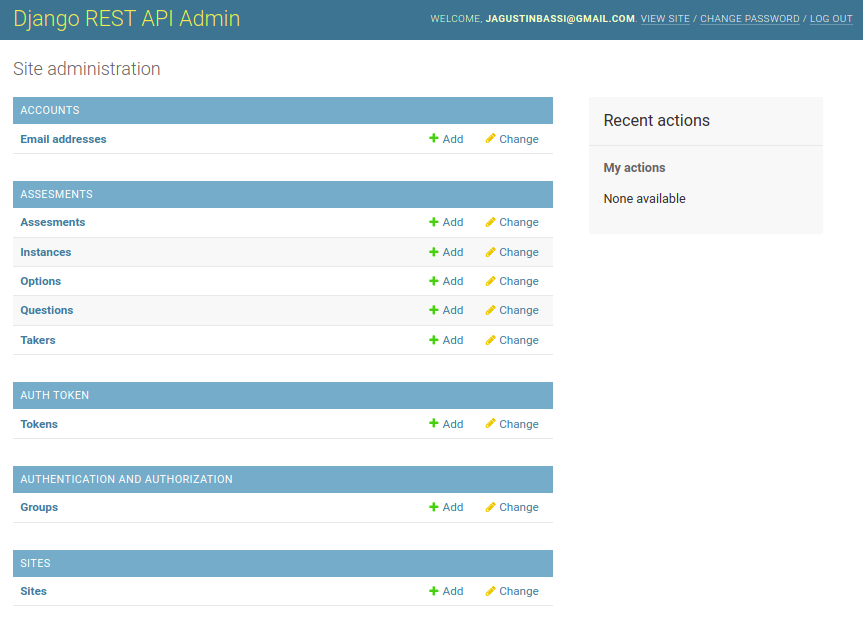 Django REST API Admin
WELCOME, JAGUSTINBASSI@GMAIL.COM. VIEW SITE / CHANGE PASSWORD / LOG OUT
Site administration
ACCOUNTS
Email addresses Add Change
ASSESMENTS
Assesments Add Change
Instances Add Change
Options Add Change
Questions Add Change
Takers Add Change
AUTH TOKEN
Tokens Add Change
AUTHENTICATION AND AUTHORIZATION
Groups Add Change
SITES
Sites Add Change
Recent actions
My actions
None available